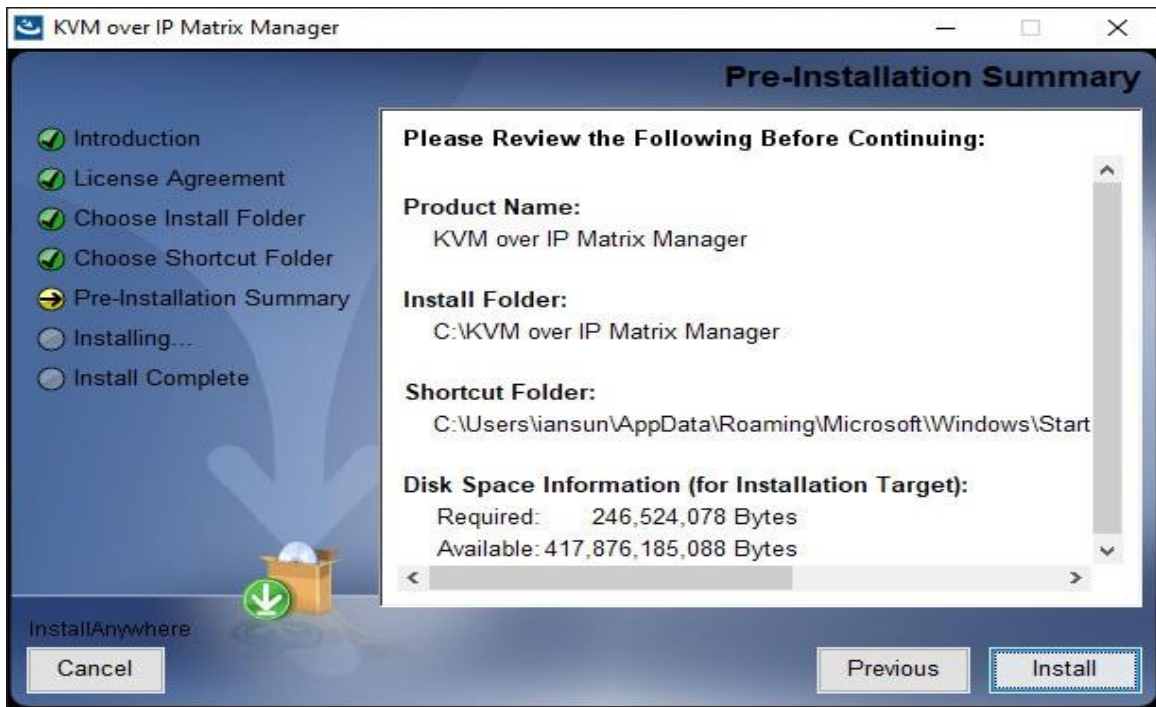 KVM over IP Matrix Manager
Pre-Installation Summary
Introduction
License Agreement
Choose Install Folder
Choose Shortcut Folder
Pre-Installation Summary
Installing...
Install Complete
Please Review the Following Before Continuing:
Product Name:
KVM over IP Matrix Manager
Install Folder:
C:\KVM over IP Matrix Manager
Shortcut Folder:
C:\Users\iansun\AppData\Roaming\Microsoft\Windows\Start
Disk Space Information (for Installation Target):
Required: 246,524,078 Bytes
Available: 417,876,185,088 Bytes
InstallAnywhere
Cancel
Previous
Install